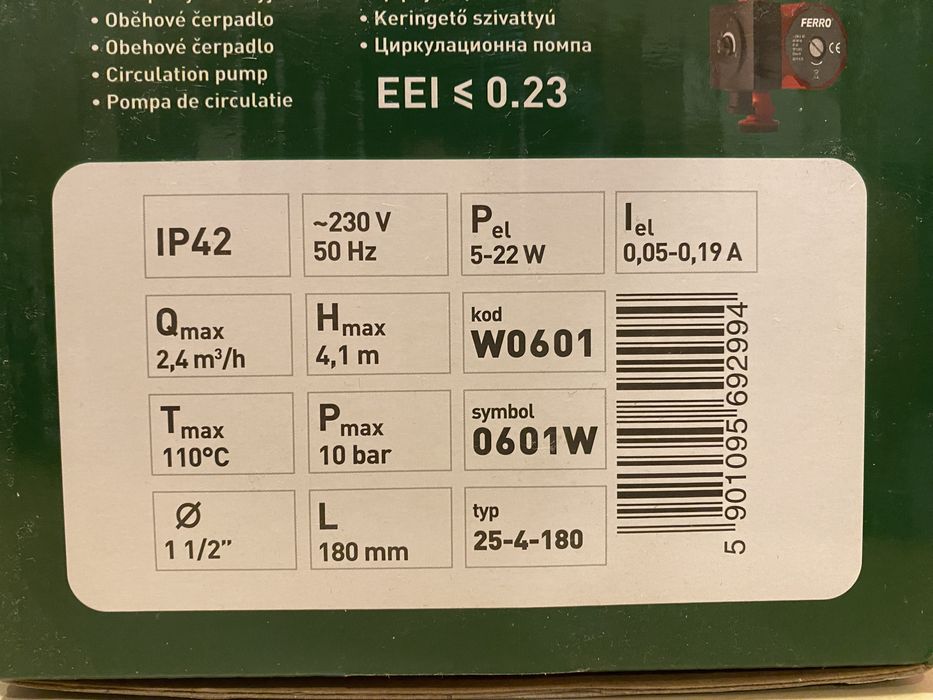 • Oběhové čerpadlo
• Obehové čerpadlo
• Circulation pump
• Pompa de circulatie
• Keringető szivattyú
• Циркулационна помпа
EEI ⩽ 0.23
FERRO
CE
IP42
~230 V
50 Hz
Pel
5-22 W
Iel
0,05-0,19 A
Qmax
2,4 m³/h
Hmax
4,1 m
kod
W0601
Tmax
110°C
Pmax
10 bar
symbol
0601W
Ø
1 1/2”
L
180 mm
typ
25-4-180
5 901095 692994